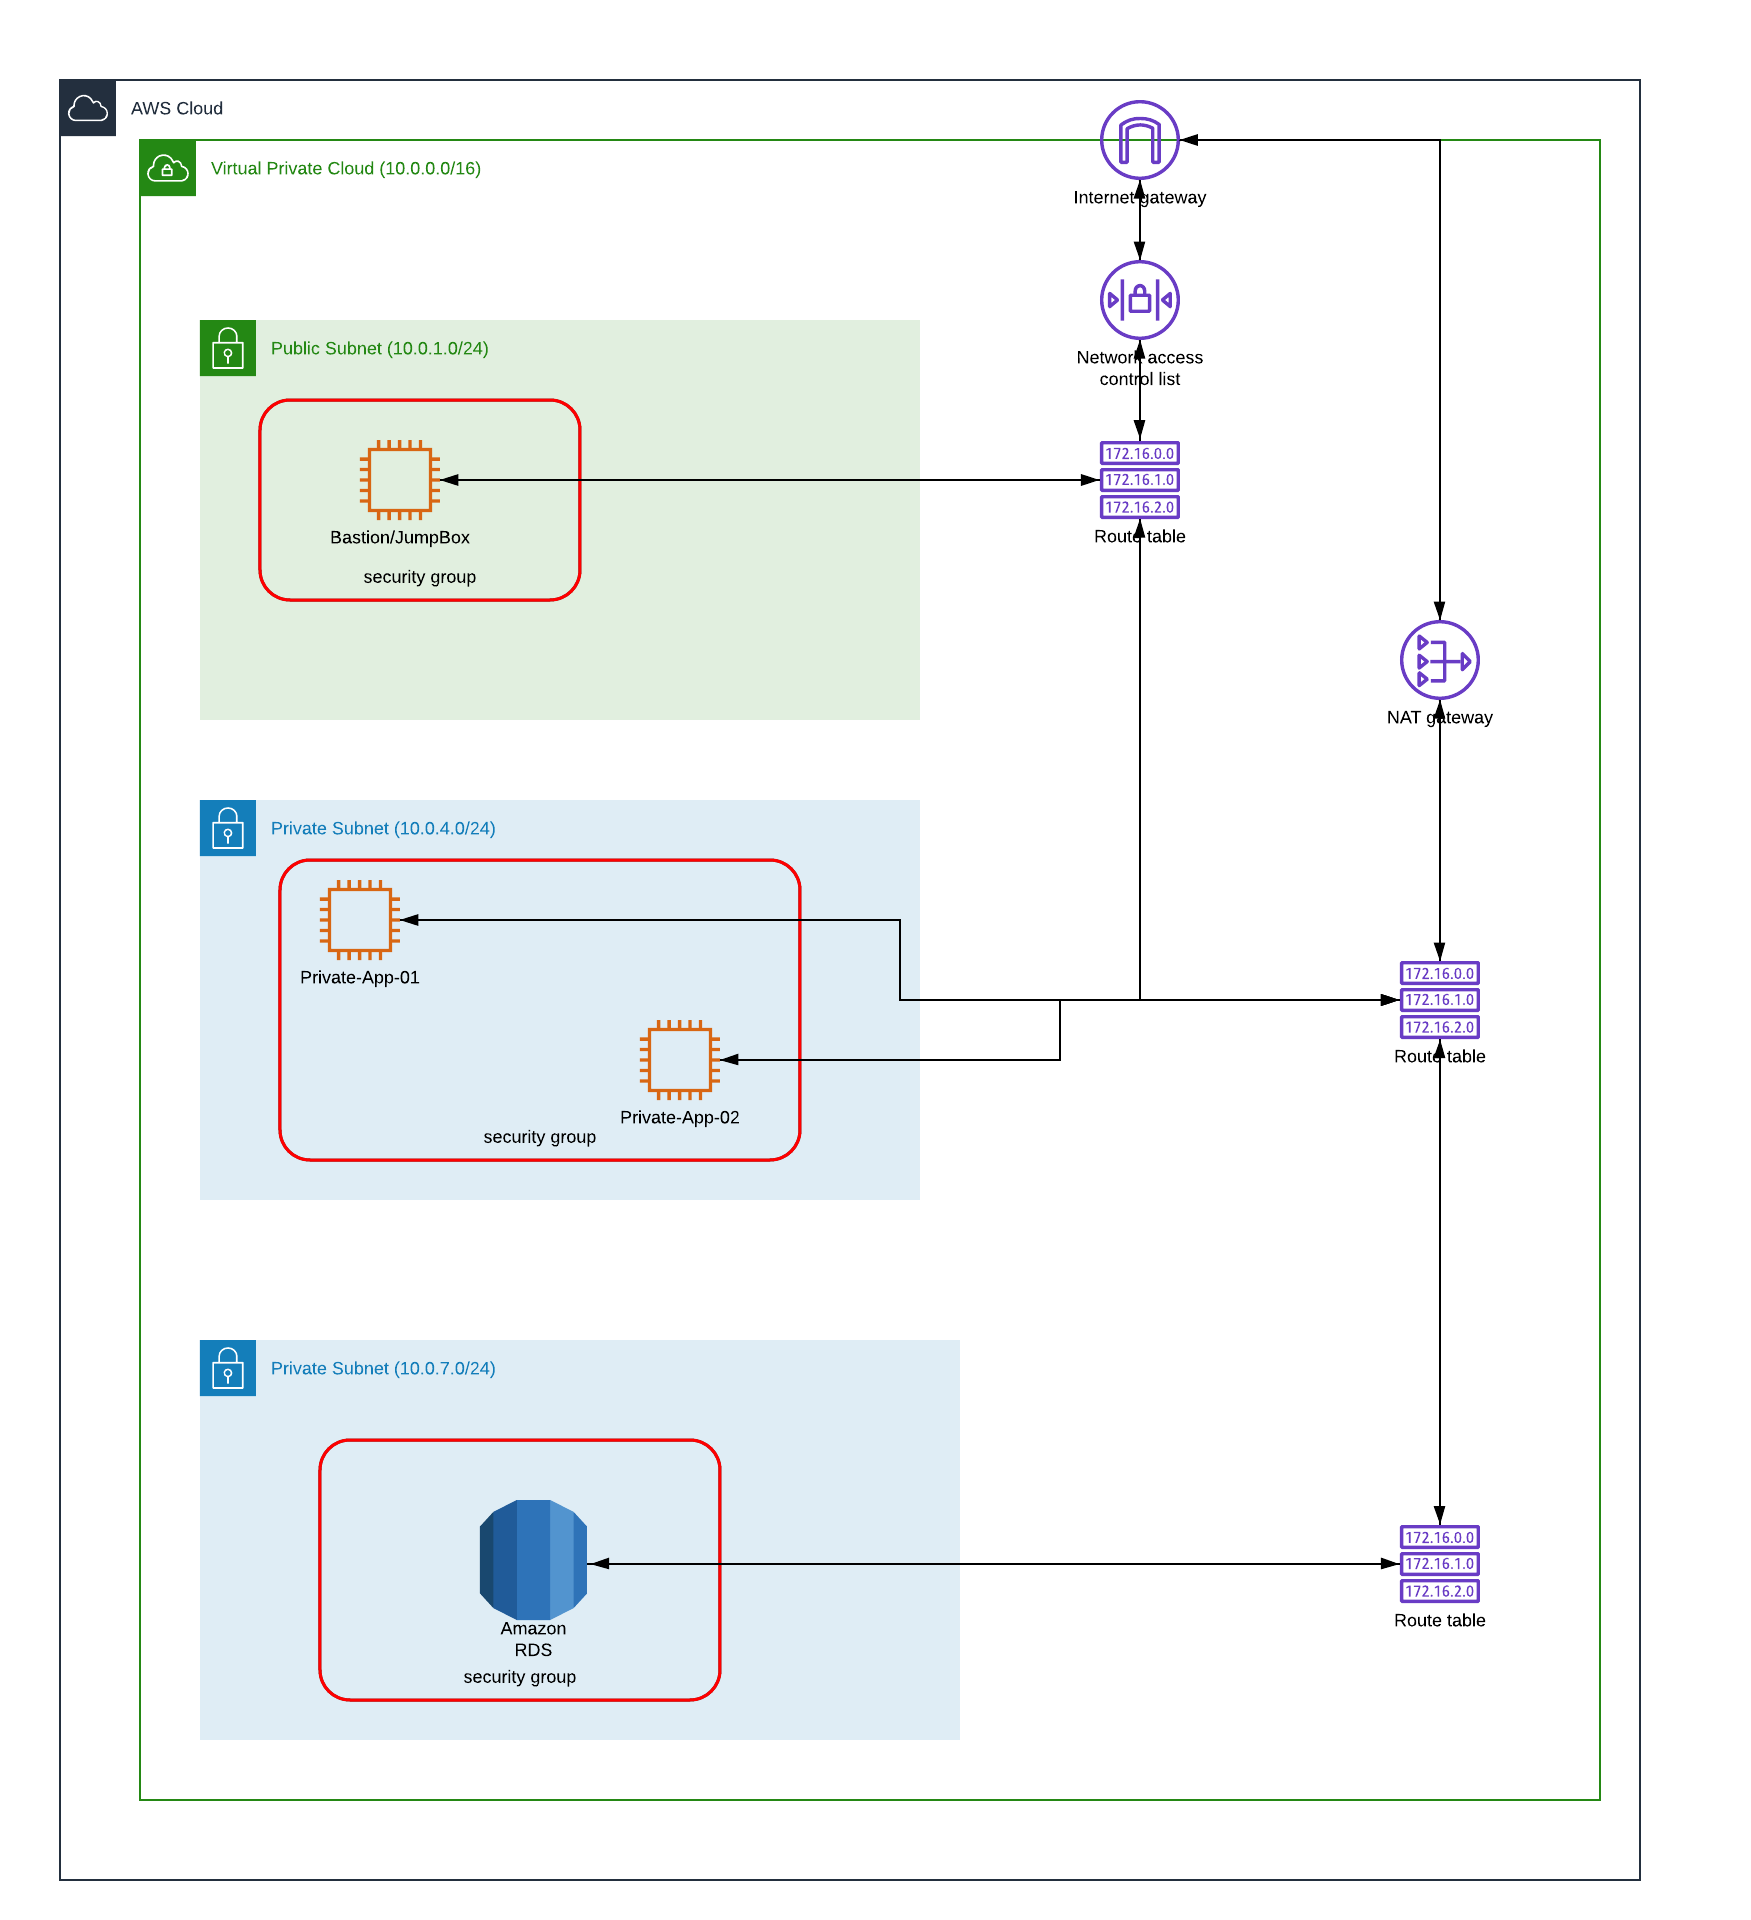 AWS Cloud
Virtual Private Cloud (10.0.0.0/16)
Internet gateway
Network access
control list
Public Subnet (10.0.1.0/24)
172.16.0.0
172.16.1.0
172.16.2.0
Route table
Bastion/JumpBox
security group
NAT gateway
Private Subnet (10.0.4.0/24)
Private-App-01
172.16.0.0
172.16.1.0
172.16.2.0
Route table
Private-App-02
security group
Private Subnet (10.0.7.0/24)
172.16.0.0
172.16.1.0
172.16.2.0
Route table
Amazon
RDS
security group